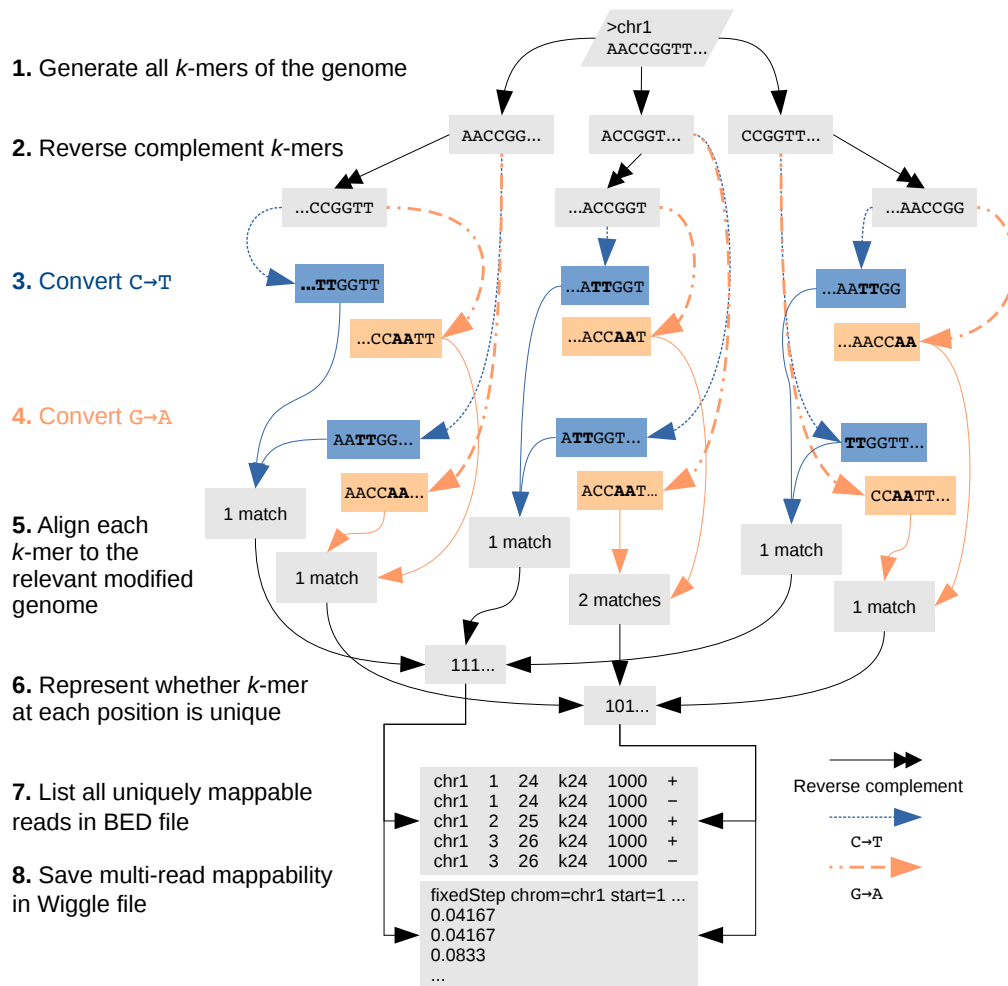 >chr1
AACCGGTT...
1. Generate all k-mers of the genome
AACCGG...
ACCGGT...
CCGGTT...
2. Reverse complement k-mers
...CCGGTT
...ACCGGT
...AACCGG
3. Convert C→T
...TTGGTT
...ATTGGT
...AATTGG
...CCAATT
...ACCAAT
...AACCAA
4. Convert G→A
AATTGG...
ATTGGT...
TTGGTT...
AACCAA...
ACCAAT...
CCAATT...
5. Align each
k-mer to the
relevant modified
genome
1 match
1 match
1 match
2 matches
1 match
1 match
111...
6. Represent whether k-mer
at each position is unique
101...
7. List all uniquely mappable
reads in BED file
chr1 1 24 k24 1000 +
chr1 1 24 k24 1000 −
chr1 2 25 k24 1000 +
chr1 3 26 k24 1000 +
chr1 3 26 k24 1000 −
Reverse complement
C→T
G→A
8. Save multi-read mappability
in Wiggle file
fixedStep chrom=chr1 start=1 ...
0.04167
0.04167
0.0833
...